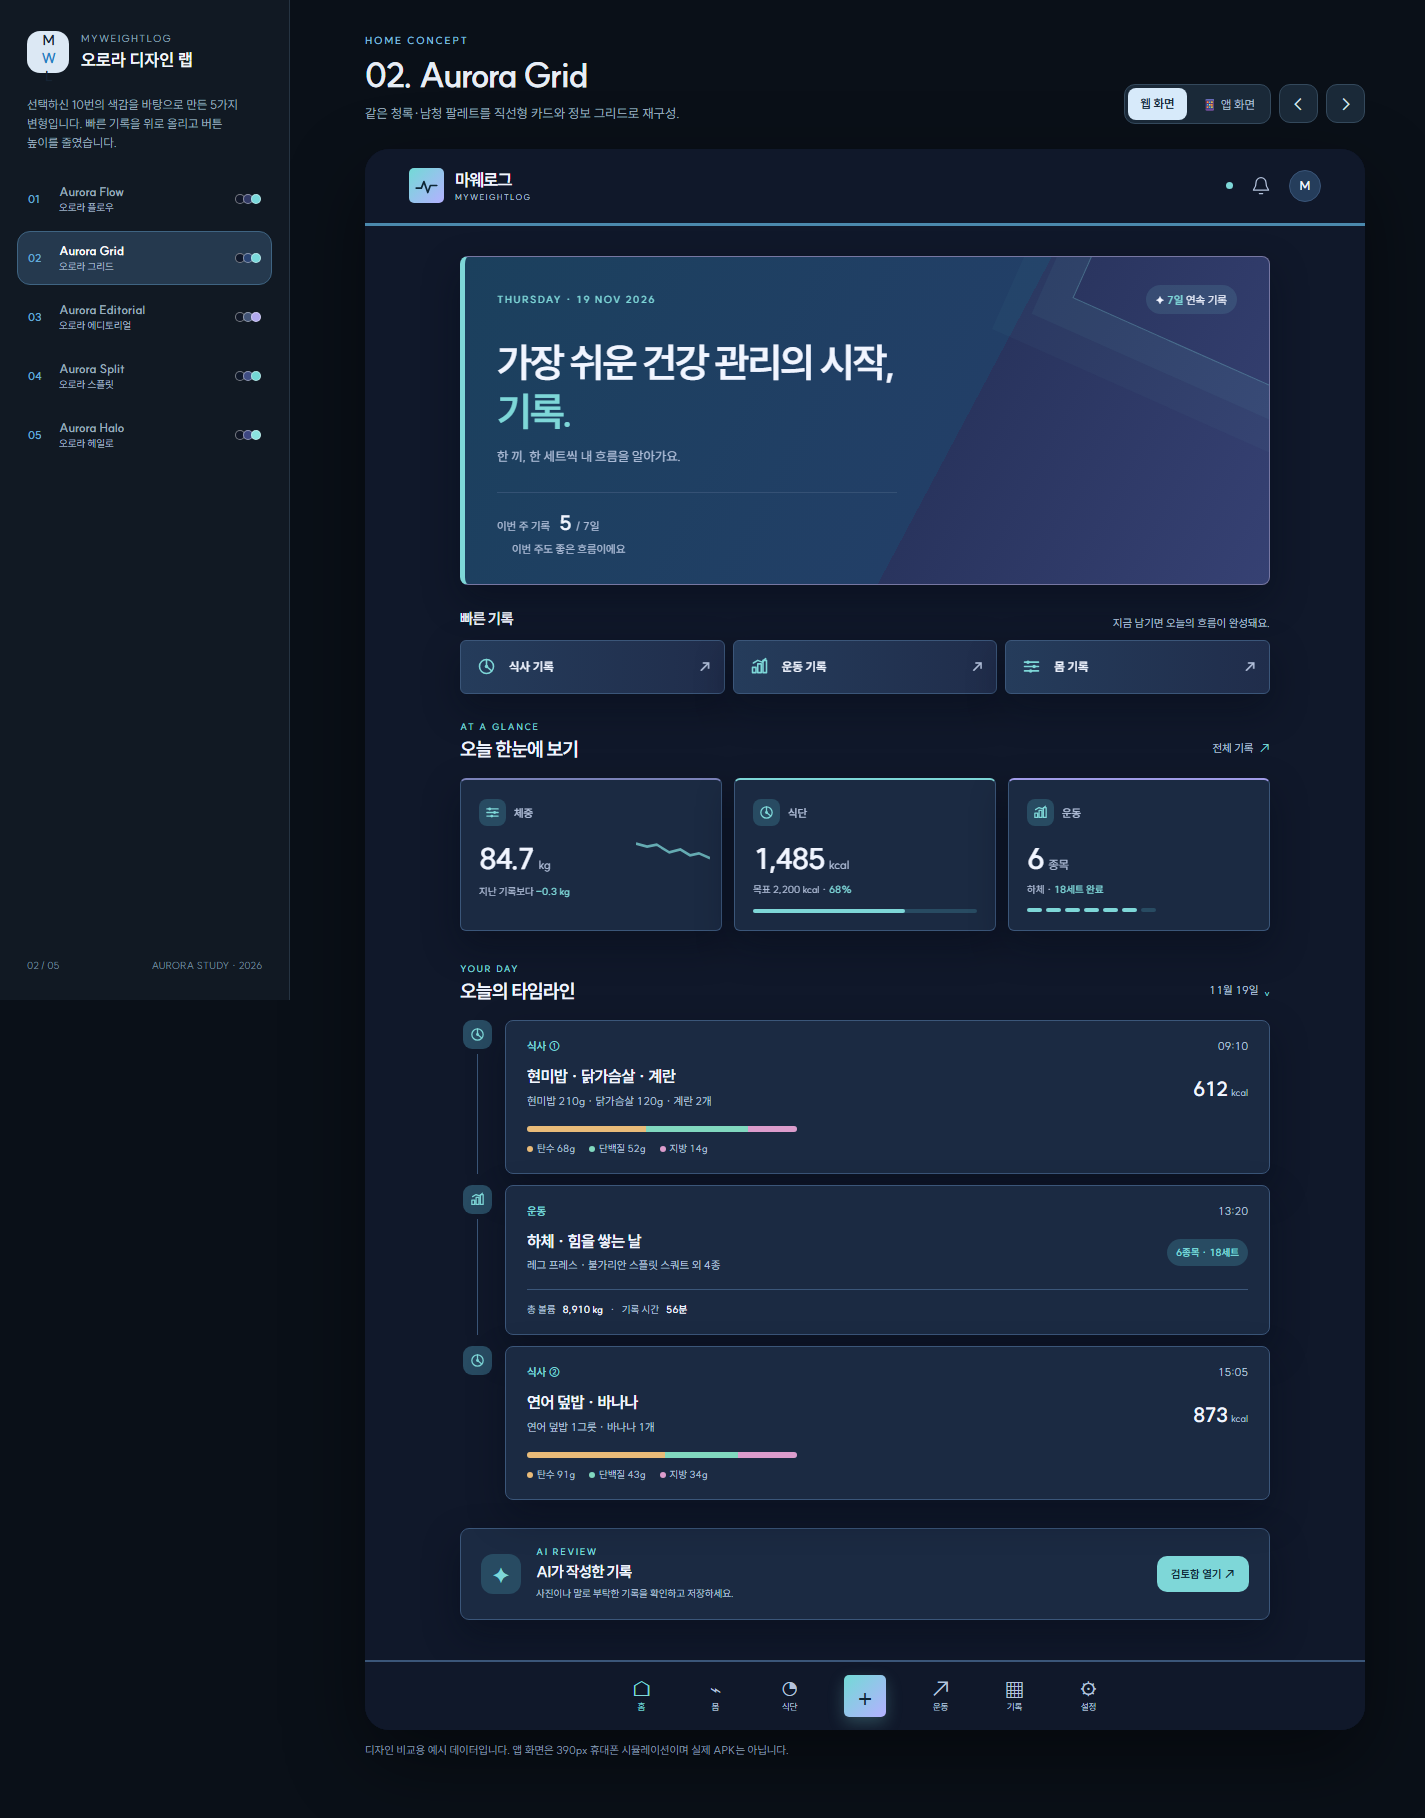 M
W
L
MYWEIGHTLOG
오로라 디자인 랩
선택하신 10번의 색감을 바탕으로 만든 5가지
변형입니다. 빠른 기록을 위로 올리고 버튼
높이를 줄였습니다.
01
Aurora Flow
오로라 플로우
02
Aurora Grid
오로라 그리드
03
Aurora Editorial
오로라 에디토리얼
04
Aurora Split
오로라 스플릿
05
Aurora Halo
오로라 헤일로
02 / 05
AURORA STUDY · 2026
HOME CONCEPT
02. Aurora Grid
같은 청록·남청 팔레트를 직선형 카드와 정보 그리드로 재구성.
웹 화면
앱 화면
마웨로그
MYWEIGHTLOG
M
THURSDAY · 19 NOV 2026
✦ 7일 연속 기록
가장 쉬운 건강 관리의 시작,
기록.
한 끼, 한 세트씩 내 흐름을 알아가요.
이번 주 기록 5 / 7일
이번 주도 좋은 흐름이에요
빠른 기록
지금 남기면 오늘의 흐름이 완성돼요.
식사 기록 ↗
운동 기록 ↗
몸 기록 ↗
AT A GLANCE
오늘 한눈에 보기
전체 기록 ↗
체중
84.7 kg
지난 기록보다 −0.3 kg
식단
1,485 kcal
목표 2,200 kcal · 68%
운동
6 종목
하체 · 18세트 완료
YOUR DAY
오늘의 타임라인
11월 19일
식사 ①
09:10
현미밥 · 닭가슴살 · 계란
현미밥 210g · 닭가슴살 120g · 계란 2개
612 kcal
탄수 68g
단백질 52g
지방 14g
운동
13:20
하체 · 힘을 쌓는 날
레그 프레스 · 불가리안 스플릿 스쿼트 외 4종
6종목 · 18세트
총 볼륨 8,910 kg · 기록 시간 56분
식사 ②
15:05
연어 덮밥 · 바나나
연어 덮밥 1그릇 · 바나나 1개
873 kcal
탄수 91g
단백질 43g
지방 34g
AI REVIEW
AI가 작성한 기록
사진이나 말로 부탁한 기록을 확인하고 저장하세요.
검토함 열기 ↗
홈
몸
식단
+
운동
기록
설정
디자인 비교용 예시 데이터입니다. 앱 화면은 390px 휴대폰 시뮬레이션이며 실제 APK는 아닙니다.